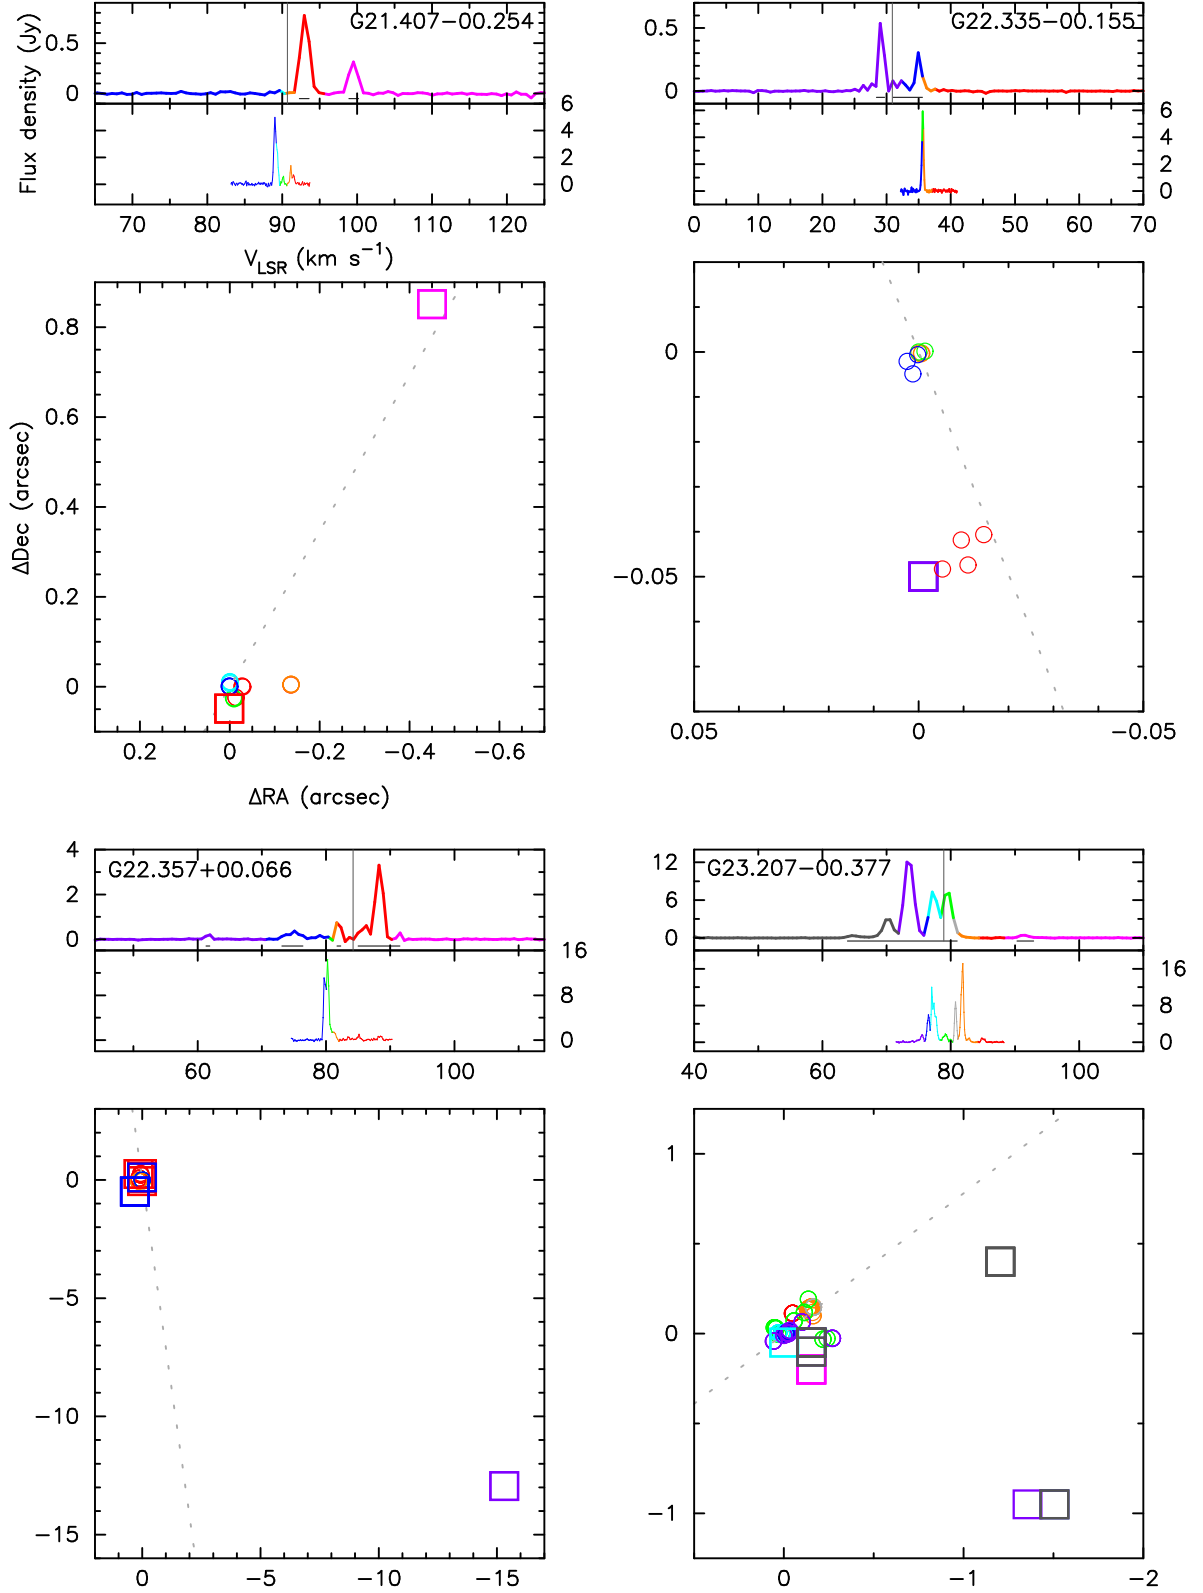 G21.407−00.254
0.5
0
6
4
2
0
Flux density (Jy)
70 80 90 100 110 120
V_LSR (km s⁻¹)
G22.335−00.155
0.5
0
6
4
2
0
0 10 20 30 40 50 60 70
0.8
0.6
0.4
0.2
0
ΔDec (arcsec)
0.2 0 −0.2 −0.4 −0.6
ΔRA (arcsec)
0
−0.05
0.05 0 −0.05
G22.357+00.066
4
2
0
16
8
0
60 80 100
G23.207−00.377
12
6
0
16
8
0
40 60 80 100
0
−5
−10
−15
0 −5 −10 −15
1
0
−1
0 −1 −2